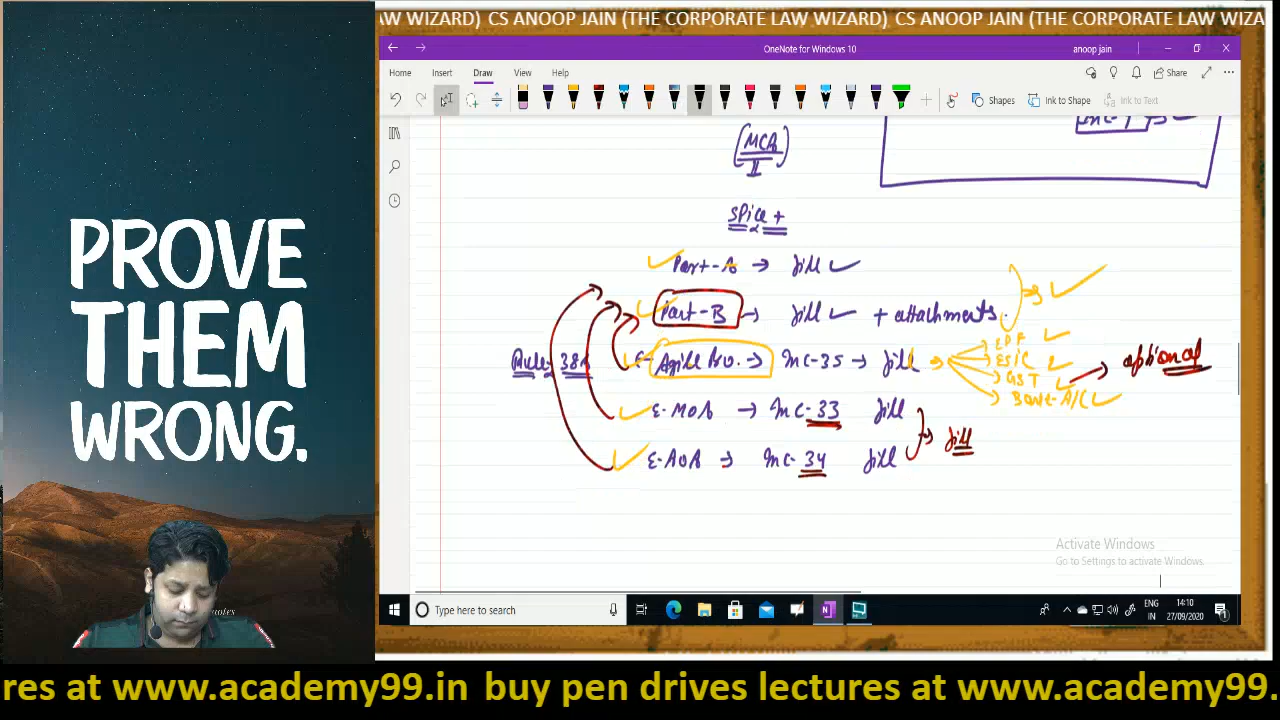 AW WIZARD) CS ANOOP JAIN (THE CORPORATE LAW WIZARD) CS ANOOP JAIN (THE CORPORATE LAW WIZA
OneNote for Windows 10
anoop jain
Home Insert Draw View Help
Share
Shapes Ink to Shape Ink to Text
PROVE
THEM
WRONG.
(MCA)
SPice +
Part-A → fill ✓
Part-B → fill ✓ + attachments.
Rule 38A
E- Agile Pro. → INC-35 → fill
EPF
ESIC
GST
Bank-A/C
optional
E-MOA → INC-33 fill
E-AOA → INC-34 fill
→ fill
Activate Windows
Go to Settings to activate Windows.
Type here to search
ENG
IN
14:10
27/09/2020
res at www.academy99.in buy pen drives lectures at www.academy99.